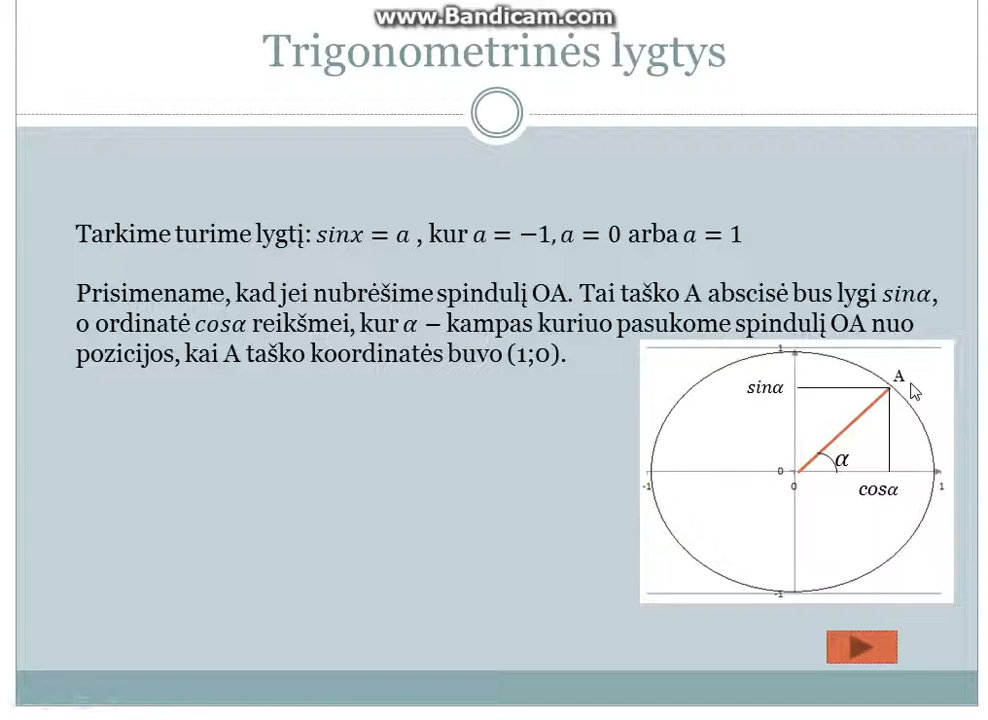 www.Bandicam.com
Trigonometrinės lygtys
Tarkime turime lygtį: sinx = a , kur a = −1, a = 0 arba a = 1
Prisimename, kad jei nubrėšime spindulį OA. Tai taško A abscisė bus lygi sinα,
o ordinatė cosα reikšmei, kur α – kampas kuriuo pasukome spindulį OA nuo
pozicijos, kai A taško koordinatės buvo (1;0).
1
A
sinα
α
0
-1
0
cosα
1
-1